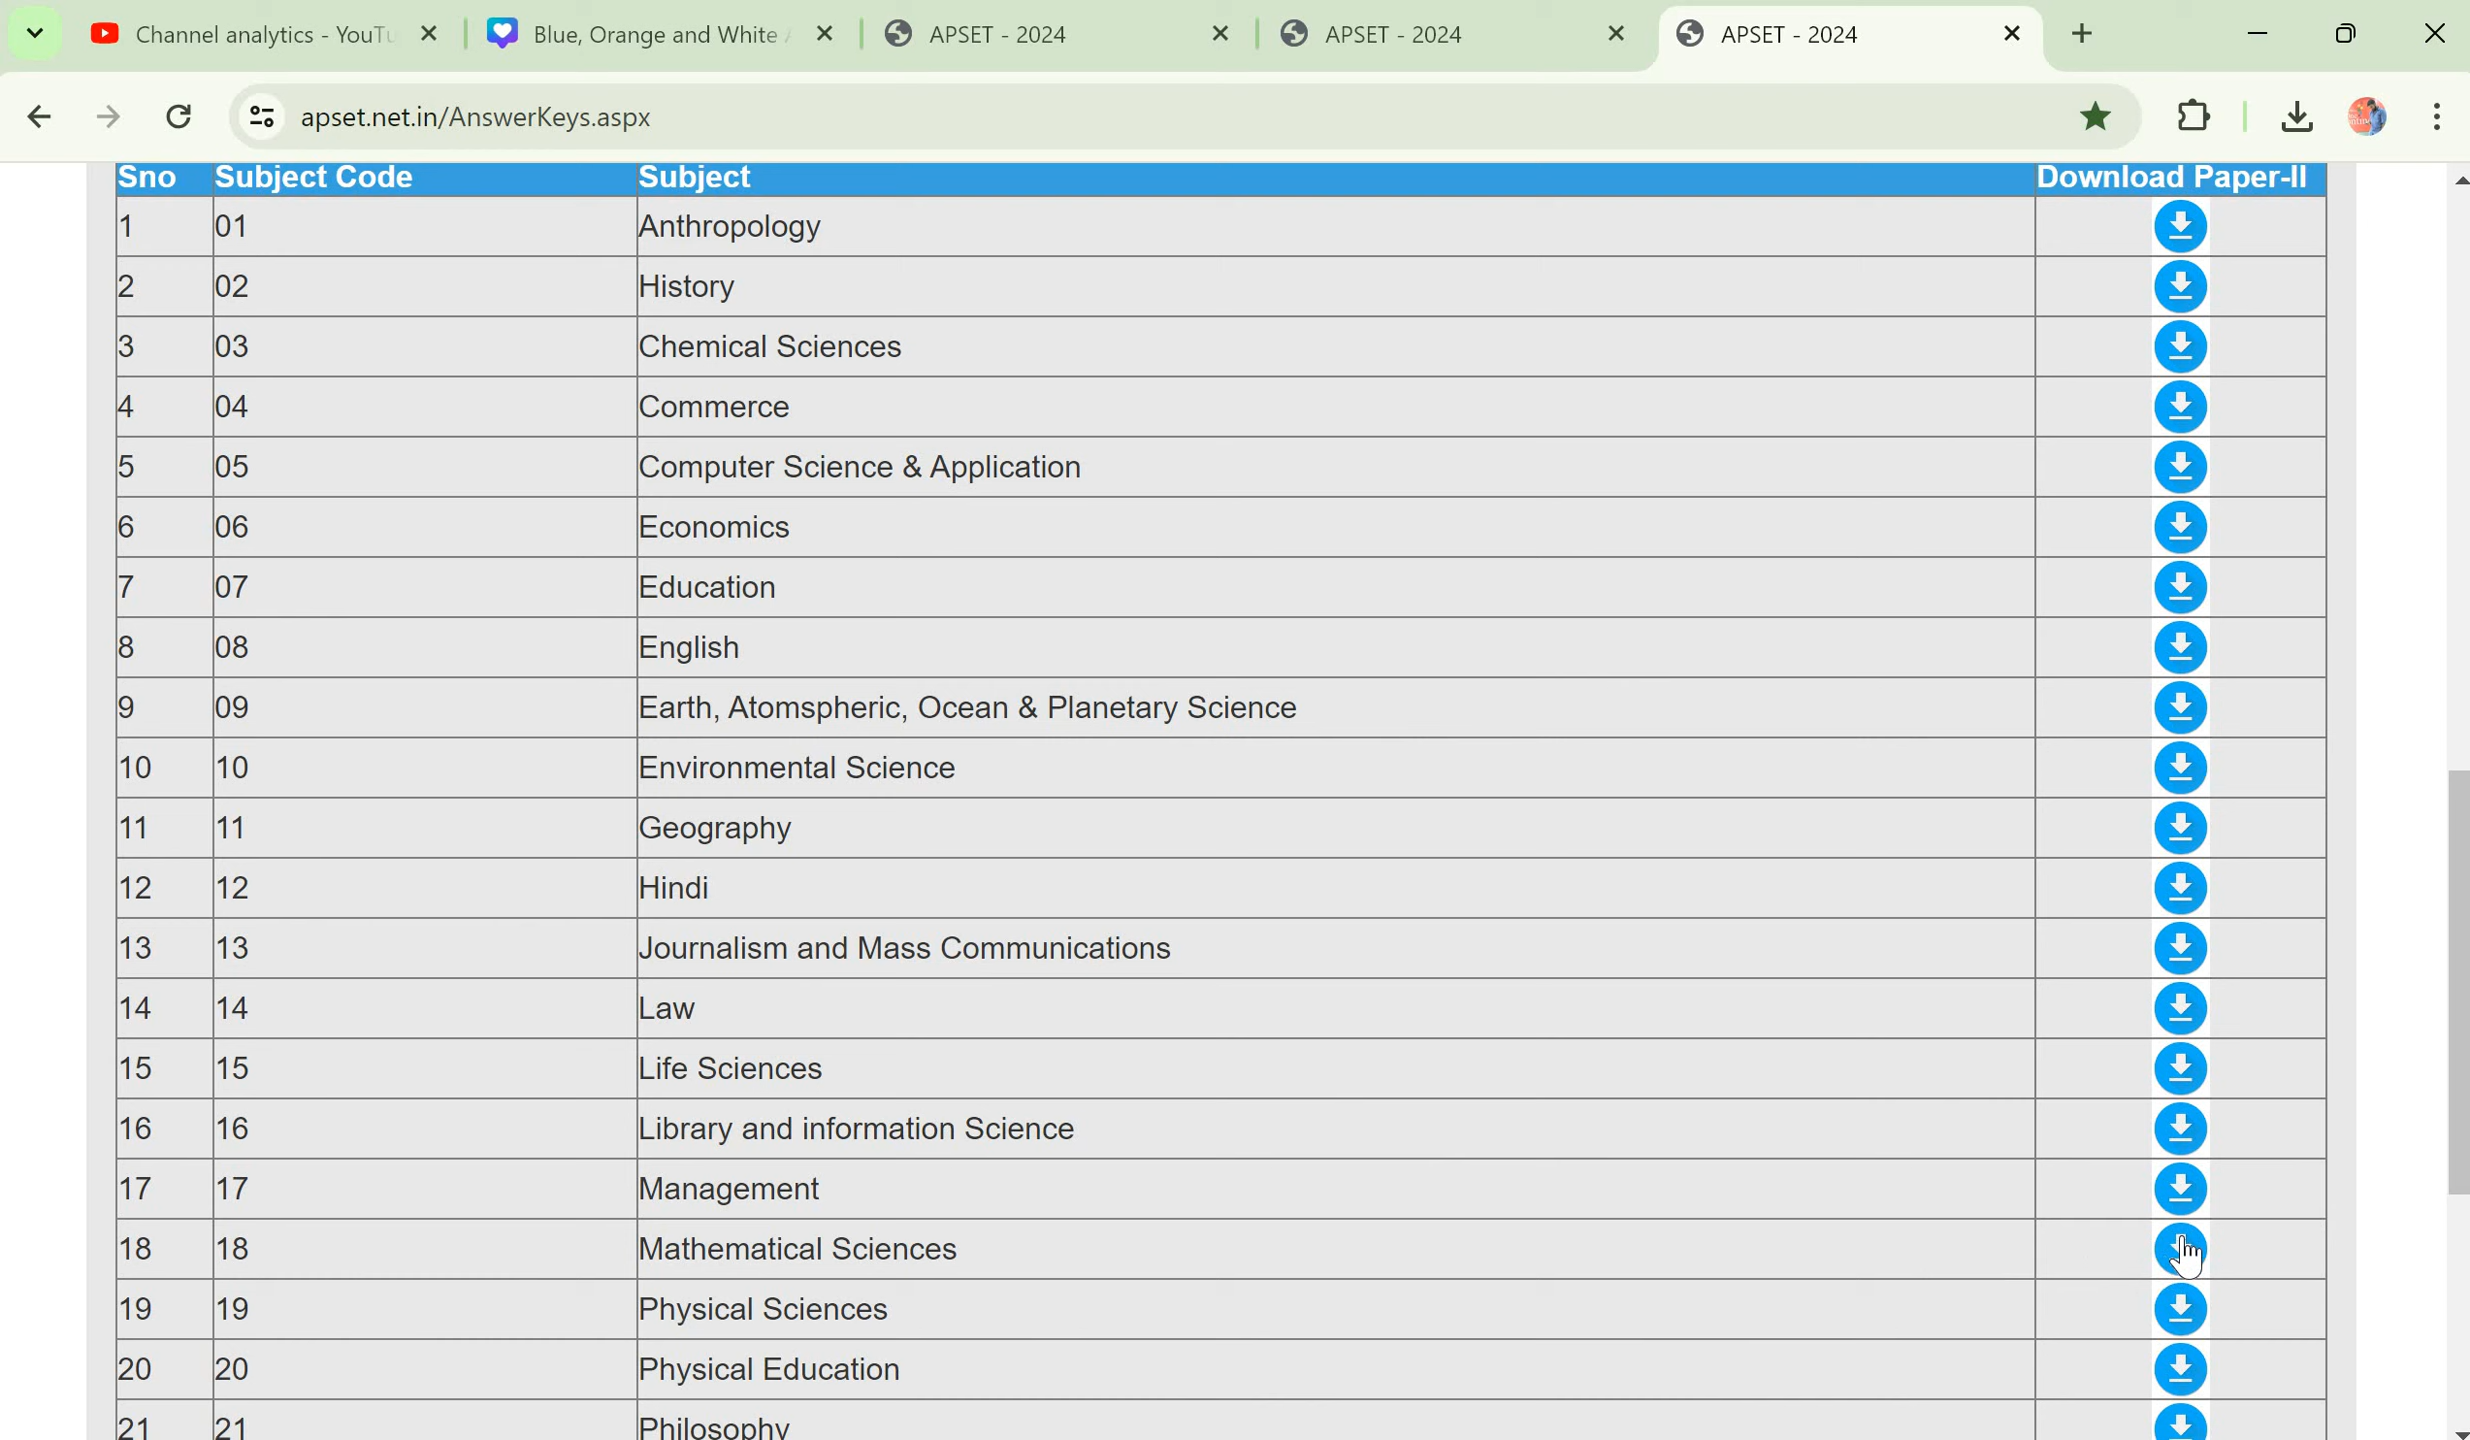 Channel analytics - YouTu
Blue, Orange and White
APSET - 2024
APSET - 2024
APSET - 2024
apset.net.in/AnswerKeys.aspx
Sno Subject Code Subject Download Paper-II
1 01 Anthropology
2 02 History
3 03 Chemical Sciences
4 04 Commerce
5 05 Computer Science & Application
6 06 Economics
7 07 Education
8 08 English
9 09 Earth, Atomspheric, Ocean & Planetary Science
10 10 Environmental Science
11 11 Geography
12 12 Hindi
13 13 Journalism and Mass Communications
14 14 Law
15 15 Life Sciences
16 16 Library and information Science
17 17 Management
18 18 Mathematical Sciences
19 19 Physical Sciences
20 20 Physical Education
21 21 Philosophy